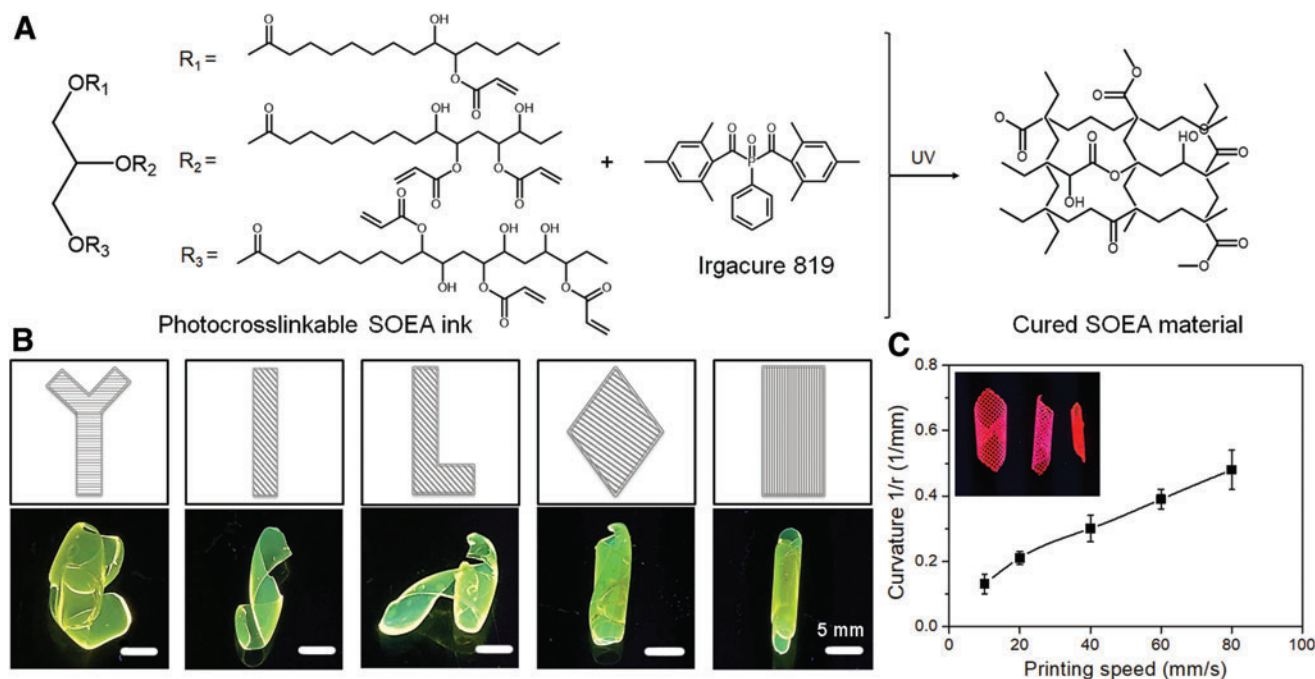 A
OR1
OR2
OR3
R1 =
O
OH
O
O
R2 =
O
OH
OH
O
O
O
O
R3 =
O
O
O
OH
OH
OH
O
O
O
O
Photocrosslinkable SOEA ink
+
O
O
O
P
Irgacure 819
UV
O
O
O
O
O
O
O
HO
O
O
OH
O
O
O
Cured SOEA material
B
5 mm
C
Curvature 1/r (1/mm)
0.8
0.6
0.4
0.2
0.0
0
20
40
60
80
100
Printing speed (mm/s)